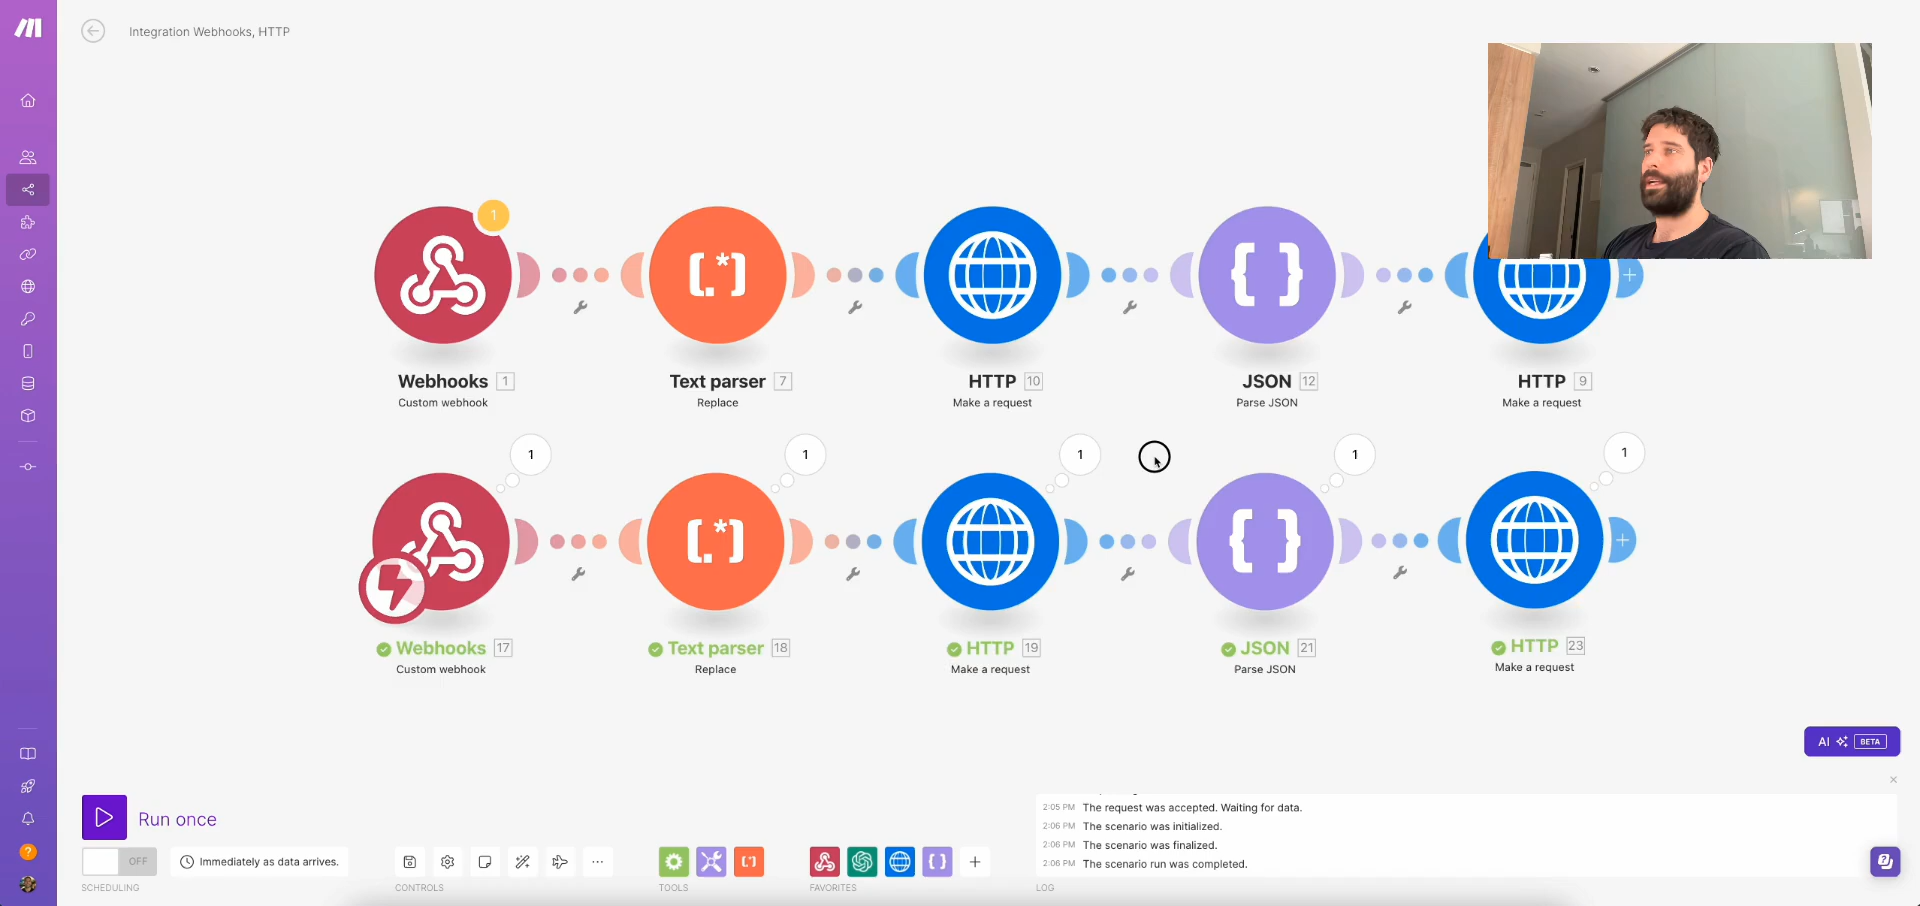 Integration Webhooks, HTTP
1
Webhooks 1
Custom webhook
Text parser 7
Replace
HTTP 10
Make a request
JSON 12
Parse JSON
HTTP 9
Make a request
1
1
1
1
1
Webhooks 17
Custom webhook
Text parser 18
Replace
HTTP 19
Make a request
JSON 21
Parse JSON
HTTP 23
Make a request
AI BETA
Run once
OFF
Immediately as data arrives.
SCHEDULING
CONTROLS
TOOLS
FAVORITES
2:05 PM The request was accepted. Waiting for data.
2:06 PM The scenario was initialized.
2:06 PM The scenario was finalized.
2:06 PM The scenario run was completed.
LOG